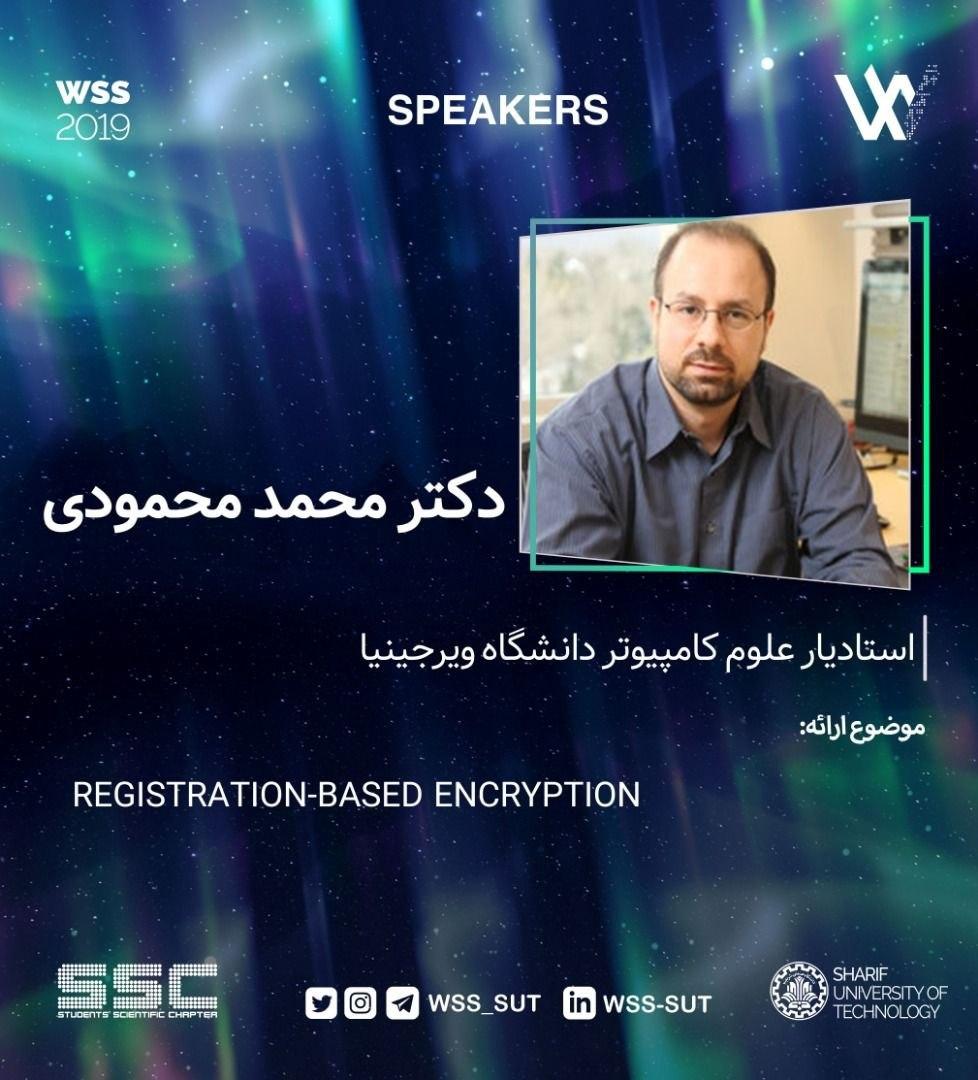 WSS
2019
SPEAKERS
دکتر محمد محمودی
استادیار علوم کامپیوتر دانشگاه ویرجینیا
موضوع ارائه:
REGISTRATION-BASED ENCRYPTION
SSC
STUDENTS' SCIENTIFIC CHAPTER
WSS_SUT
in WSS-SUT
SHARIF
UNIVERSITY OF
TECHNOLOGY